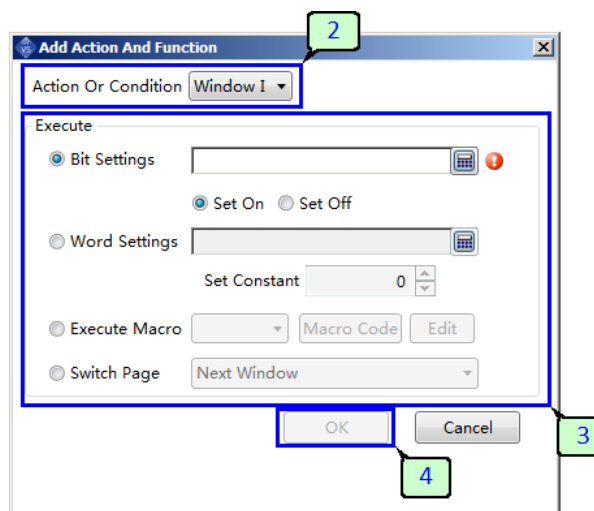 2
Add Action And Function
Action Or Condition Window I
Execute
Bit Settings
Set On Set Off
Word Settings
Set Constant 0
Execute Macro Macro Code Edit
Switch Page Next Window
OK Cancel
3
4